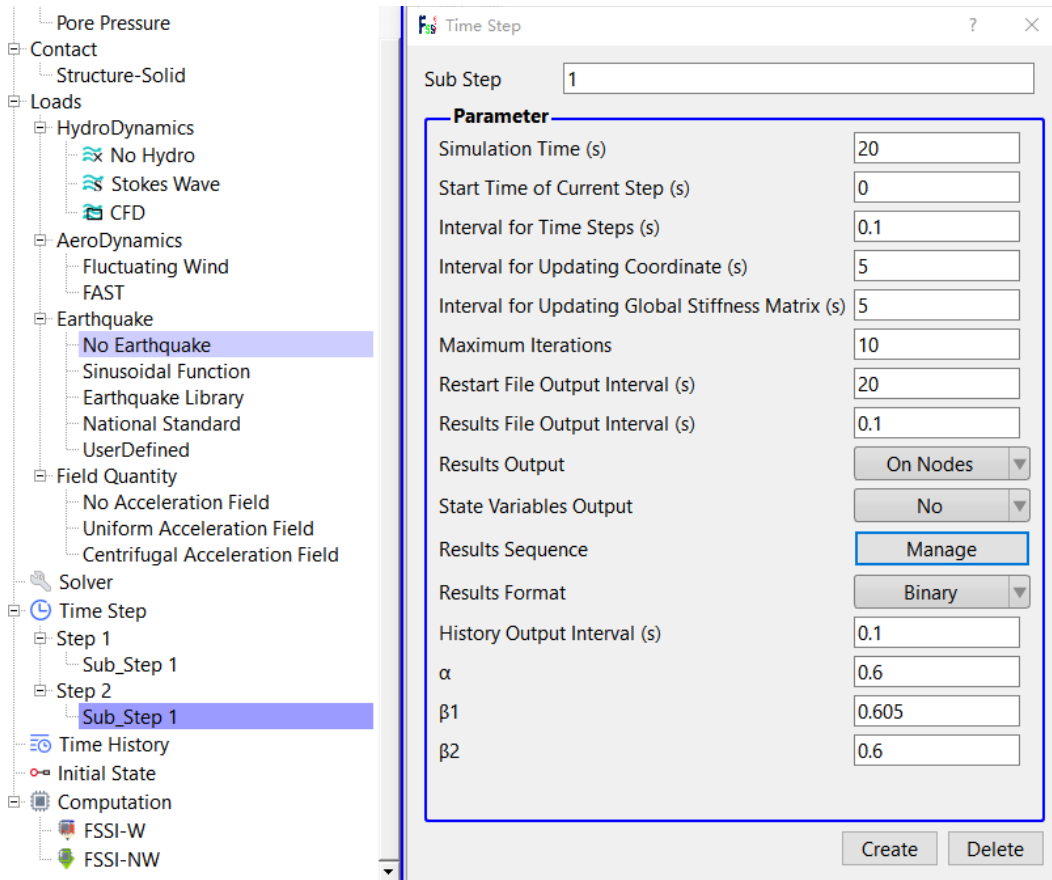 Pore Pressure
Contact
Structure-Solid
Loads
HydroDynamics
No Hydro
Stokes Wave
CFD
AeroDynamics
Fluctuating Wind
FAST
Earthquake
No Earthquake
Sinusoidal Function
Earthquake Library
National Standard
UserDefined
Field Quantity
No Acceleration Field
Uniform Acceleration Field
Centrifugal Acceleration Field
Solver
Time Step
Step 1
Sub_Step 1
Step 2
Sub_Step 1
Time History
Initial State
Computation
FSSI-W
FSSI-NW
Time Step ? ×
Sub Step 1
Parameter
Simulation Time (s) 20
Start Time of Current Step (s) 0
Interval for Time Steps (s) 0.1
Interval for Updating Coordinate (s) 5
Interval for Updating Global Stiffness Matrix (s) 5
Maximum Iterations 10
Restart File Output Interval (s) 20
Results File Output Interval (s) 0.1
Results Output On Nodes
State Variables Output No
Results Sequence Manage
Results Format Binary
History Output Interval (s) 0.1
α 0.6
β1 0.605
β2 0.6
Create Delete